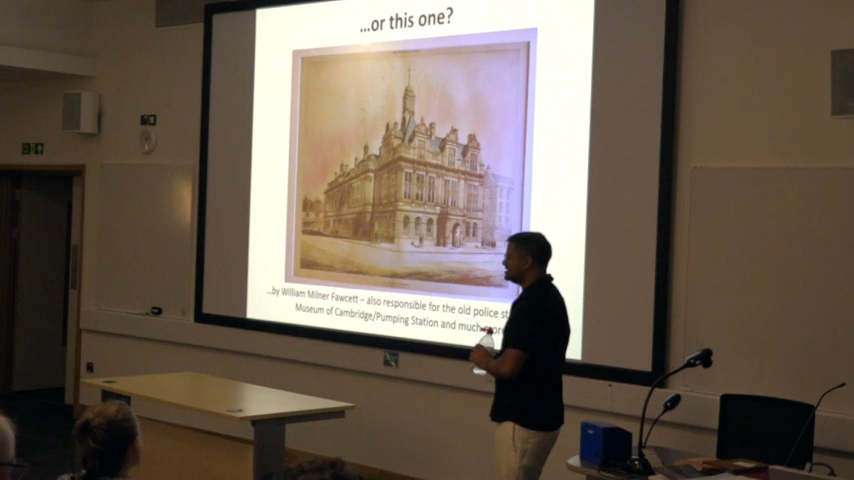 ...or this one?
...by William Milner Fawcett – also responsible for the old police
Museum of Cambridge/Pumping Station and much more